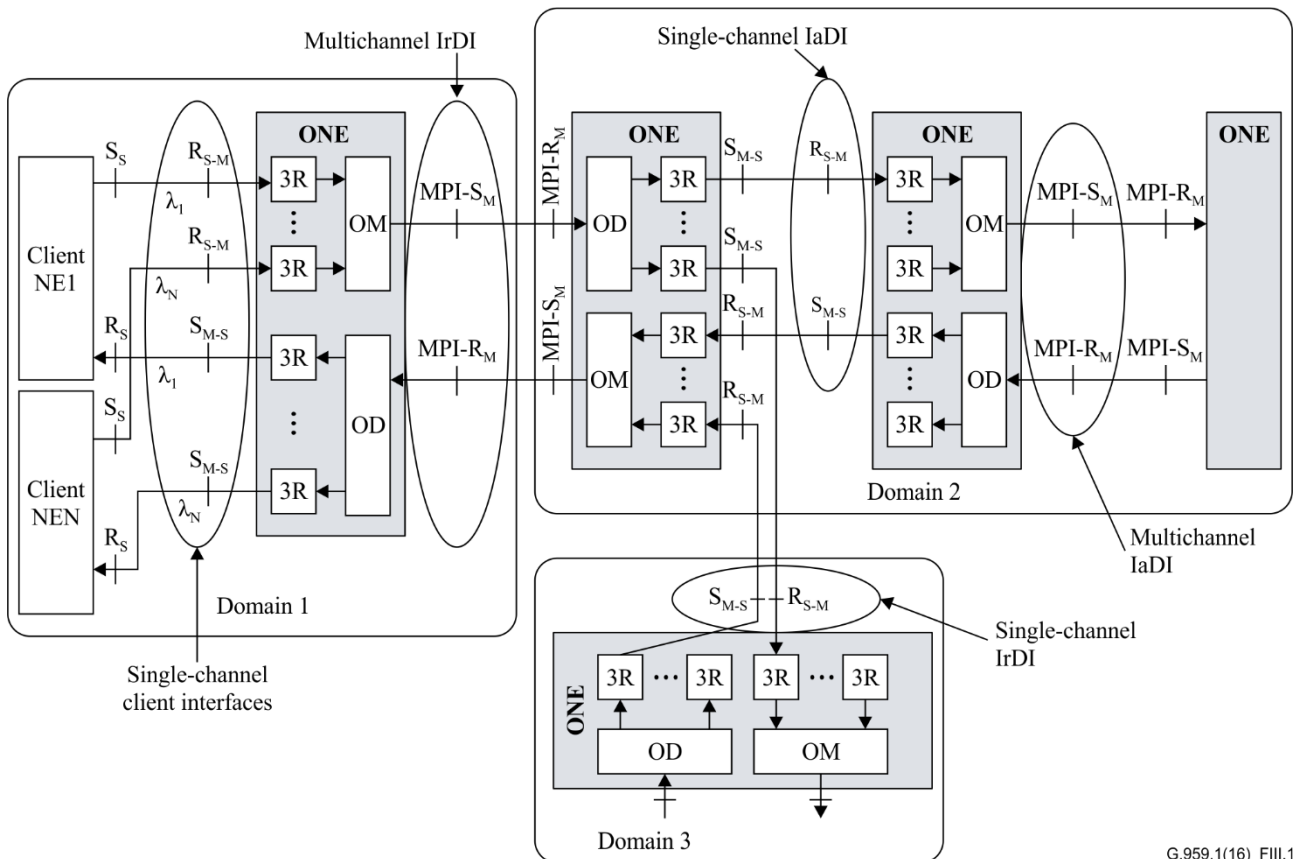 Multichannel IrDI
Single-channel IaDI
ONE
ONE
ONE
ONE
S_S
R_S-M
3R
λ_1
Client
NE1
OM
MPI-S_M
MPI-R_M
OD
3R
S_M-S
R_S-M
3R
OM
MPI-S_M
MPI-R_M
R_S-M
λ_N
3R
S_M-S
3R
3R
R_S
S_M-S
λ_1
3R
MPI-R_M
MPI-S_M
OM
3R
R_S-M
S_M-S
3R
OD
MPI-R_M
MPI-S_M
S_S
OD
R_S-M
3R
3R
Client
NEN
S_M-S
λ_N
3R
R_S
Domain 2
Multichannel
IaDI
Domain 1
S_M-S
R_S-M
Single-channel
IrDI
Single-channel
client interfaces
ONE
3R
3R
3R
3R
OD
OM
Domain 3
G.959.1(16)_FIII.1